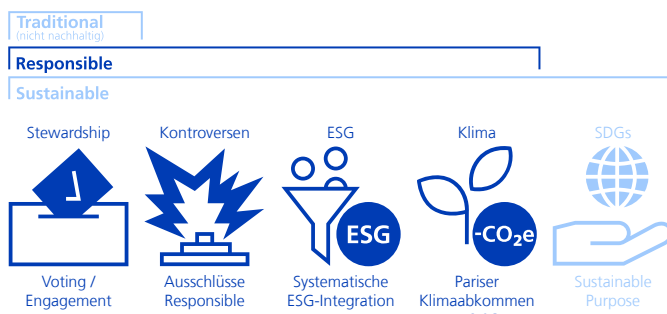 Traditional
(nicht nachhaltig)
Responsible
Sustainable
Stewardship
Kontroversen
ESG
Klima
SDGs
ESG
-CO₂e
Voting /
Engagement
Ausschlüsse
Responsible
Systematische
ESG-Integration
Pariser
Klimaabkommen
Sustainable
Purpose